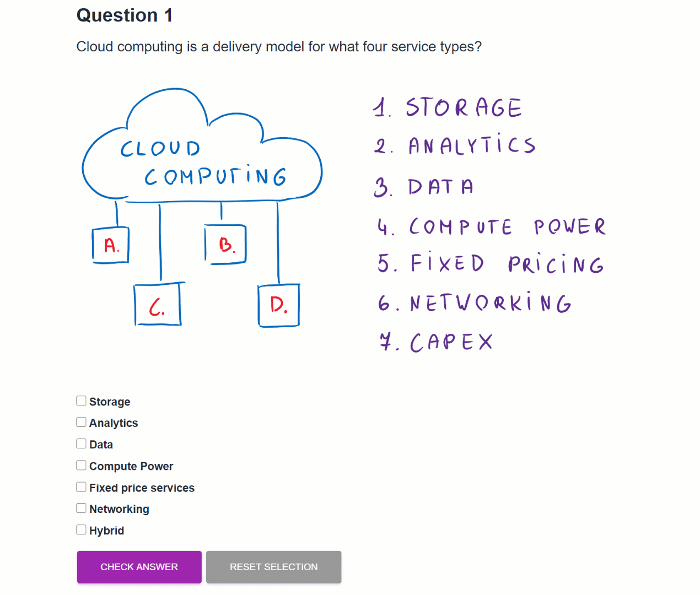 Question 1
Cloud computing is a delivery model for what four service types?
CLOUD
COMPUTING
A.
B.
C.
D.
1. STORAGE
2. ANALYTICS
3. DATA
4. COMPUTE POWER
5. FIXED PRICING
6. NETWORKING
7. CAPEX
Storage
Analytics
Data
Compute Power
Fixed price services
Networking
Hybrid
CHECK ANSWER
RESET SELECTION